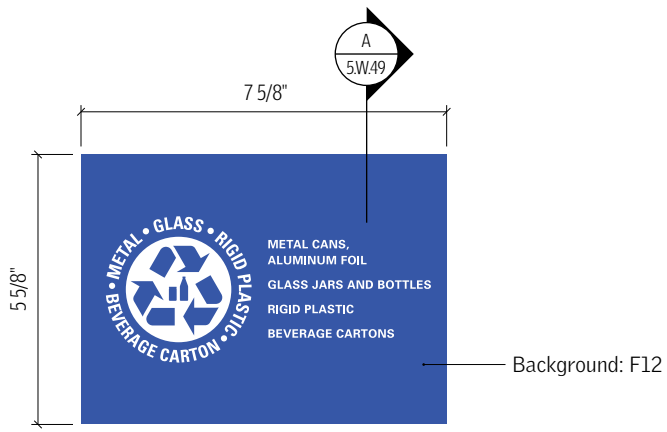 A
5.W.49
7 5/8"
5 5/8"
• METAL • GLASS • RIGID PLASTIC • BEVERAGE CARTON
METAL CANS,
ALUMINUM FOIL
GLASS JARS AND BOTTLES
RIGID PLASTIC
BEVERAGE CARTONS
Background: F12